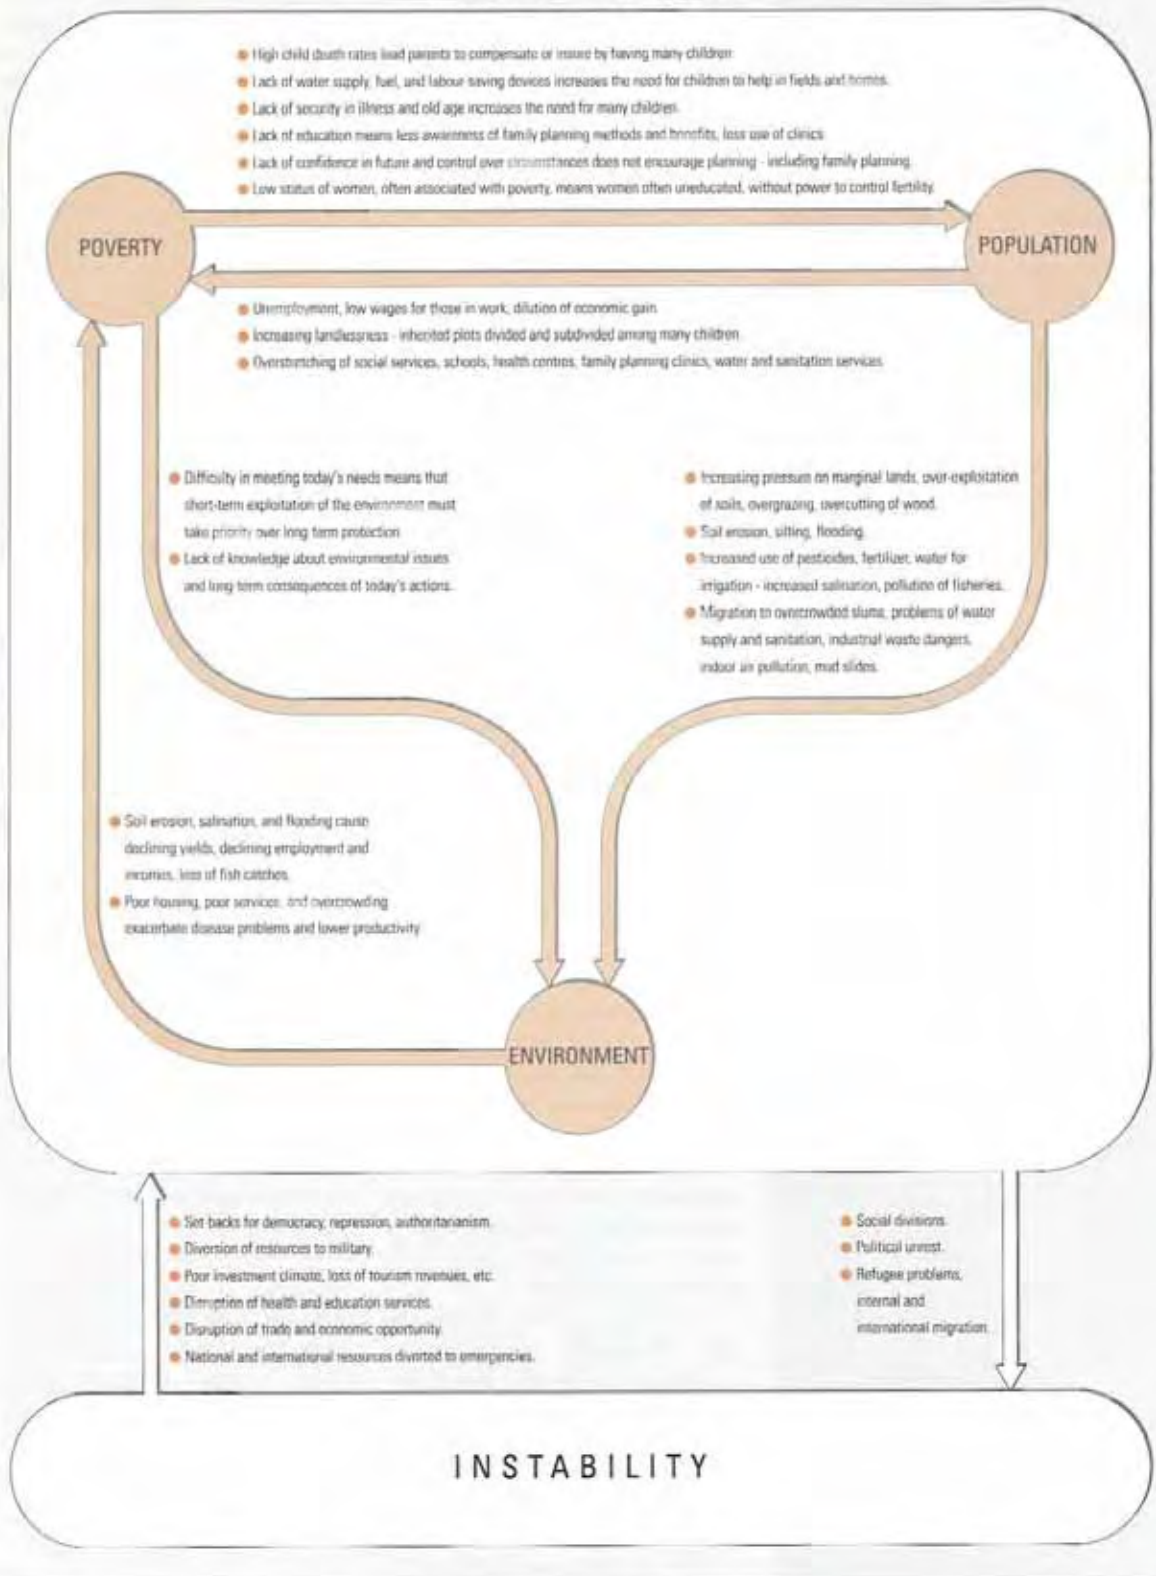 High child death rates lead parents to compensate or insure by having many children
Lack of water supply, fuel, and labour saving devices increases the need for children to help in fields and homes.
Lack of security in illness and old age increases the need for many children.
Lack of education means less awareness of family planning methods and benefits, less use of clinics
Lack of confidence in future and control over circumstances does not encourage planning - including family planning.
Low status of women, often associated with poverty, means women often uneducated, without power to control fertility.
POVERTY
POPULATION
Unemployment, low wages for those in work, dilution of economic gain.
Increasing landlessness - inherited plots divided and subdivided among many children
Overstretching of social services, schools, health centres, family planning clinics, water and sanitation services.
Difficulty in meeting today's needs means that
short-term exploitation of the environment must
take priority over long term protection
Lack of knowledge about environmental issues
and long term consequences of today's actions.
Increasing pressure on marginal lands, over-exploitation
of soils, overgrazing, overcutting of wood.
Soil erosion, silting, flooding.
Increased use of pesticides, fertilizer, water for
irrigation - increased salination, pollution of fisheries.
Migration to overcrowded slums, problems of water
supply and sanitation, industrial waste dangers,
indoor air pollution, mud slides.
Soil erosion, salination, and flooding cause
declining yields, declining employment and
incomes, loss of fish catches.
Poor housing, poor services, and overcrowding
exacerbate disease problems and lower productivity
ENVIRONMENT
Set-backs for democracy, repression, authoritarianism.
Diversion of resources to military.
Poor investment climate, loss of tourism revenues, etc.
Disruption of health and education services.
Disruption of trade and economic opportunity.
National and international resources diverted to emergencies.
Social divisions.
Political unrest.
Refugee problems,
internal and
international migration.
INSTABILITY